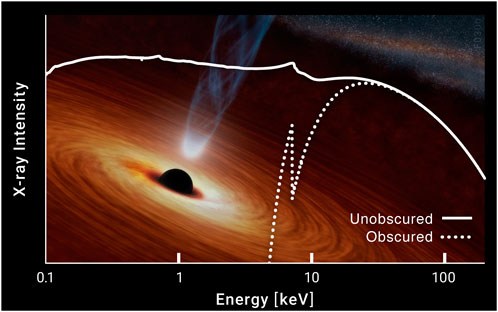 X-ray Intensity
Unobscured
Obscured
0.1
1
10
100
Energy [keV]